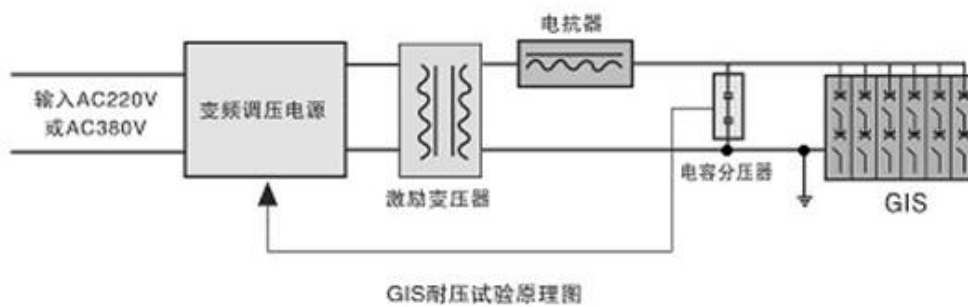 电抗器
输入AC220V
或AC380V
变频调压电源
激励变压器
电容分压器
GIS
GIS耐压试验原理图